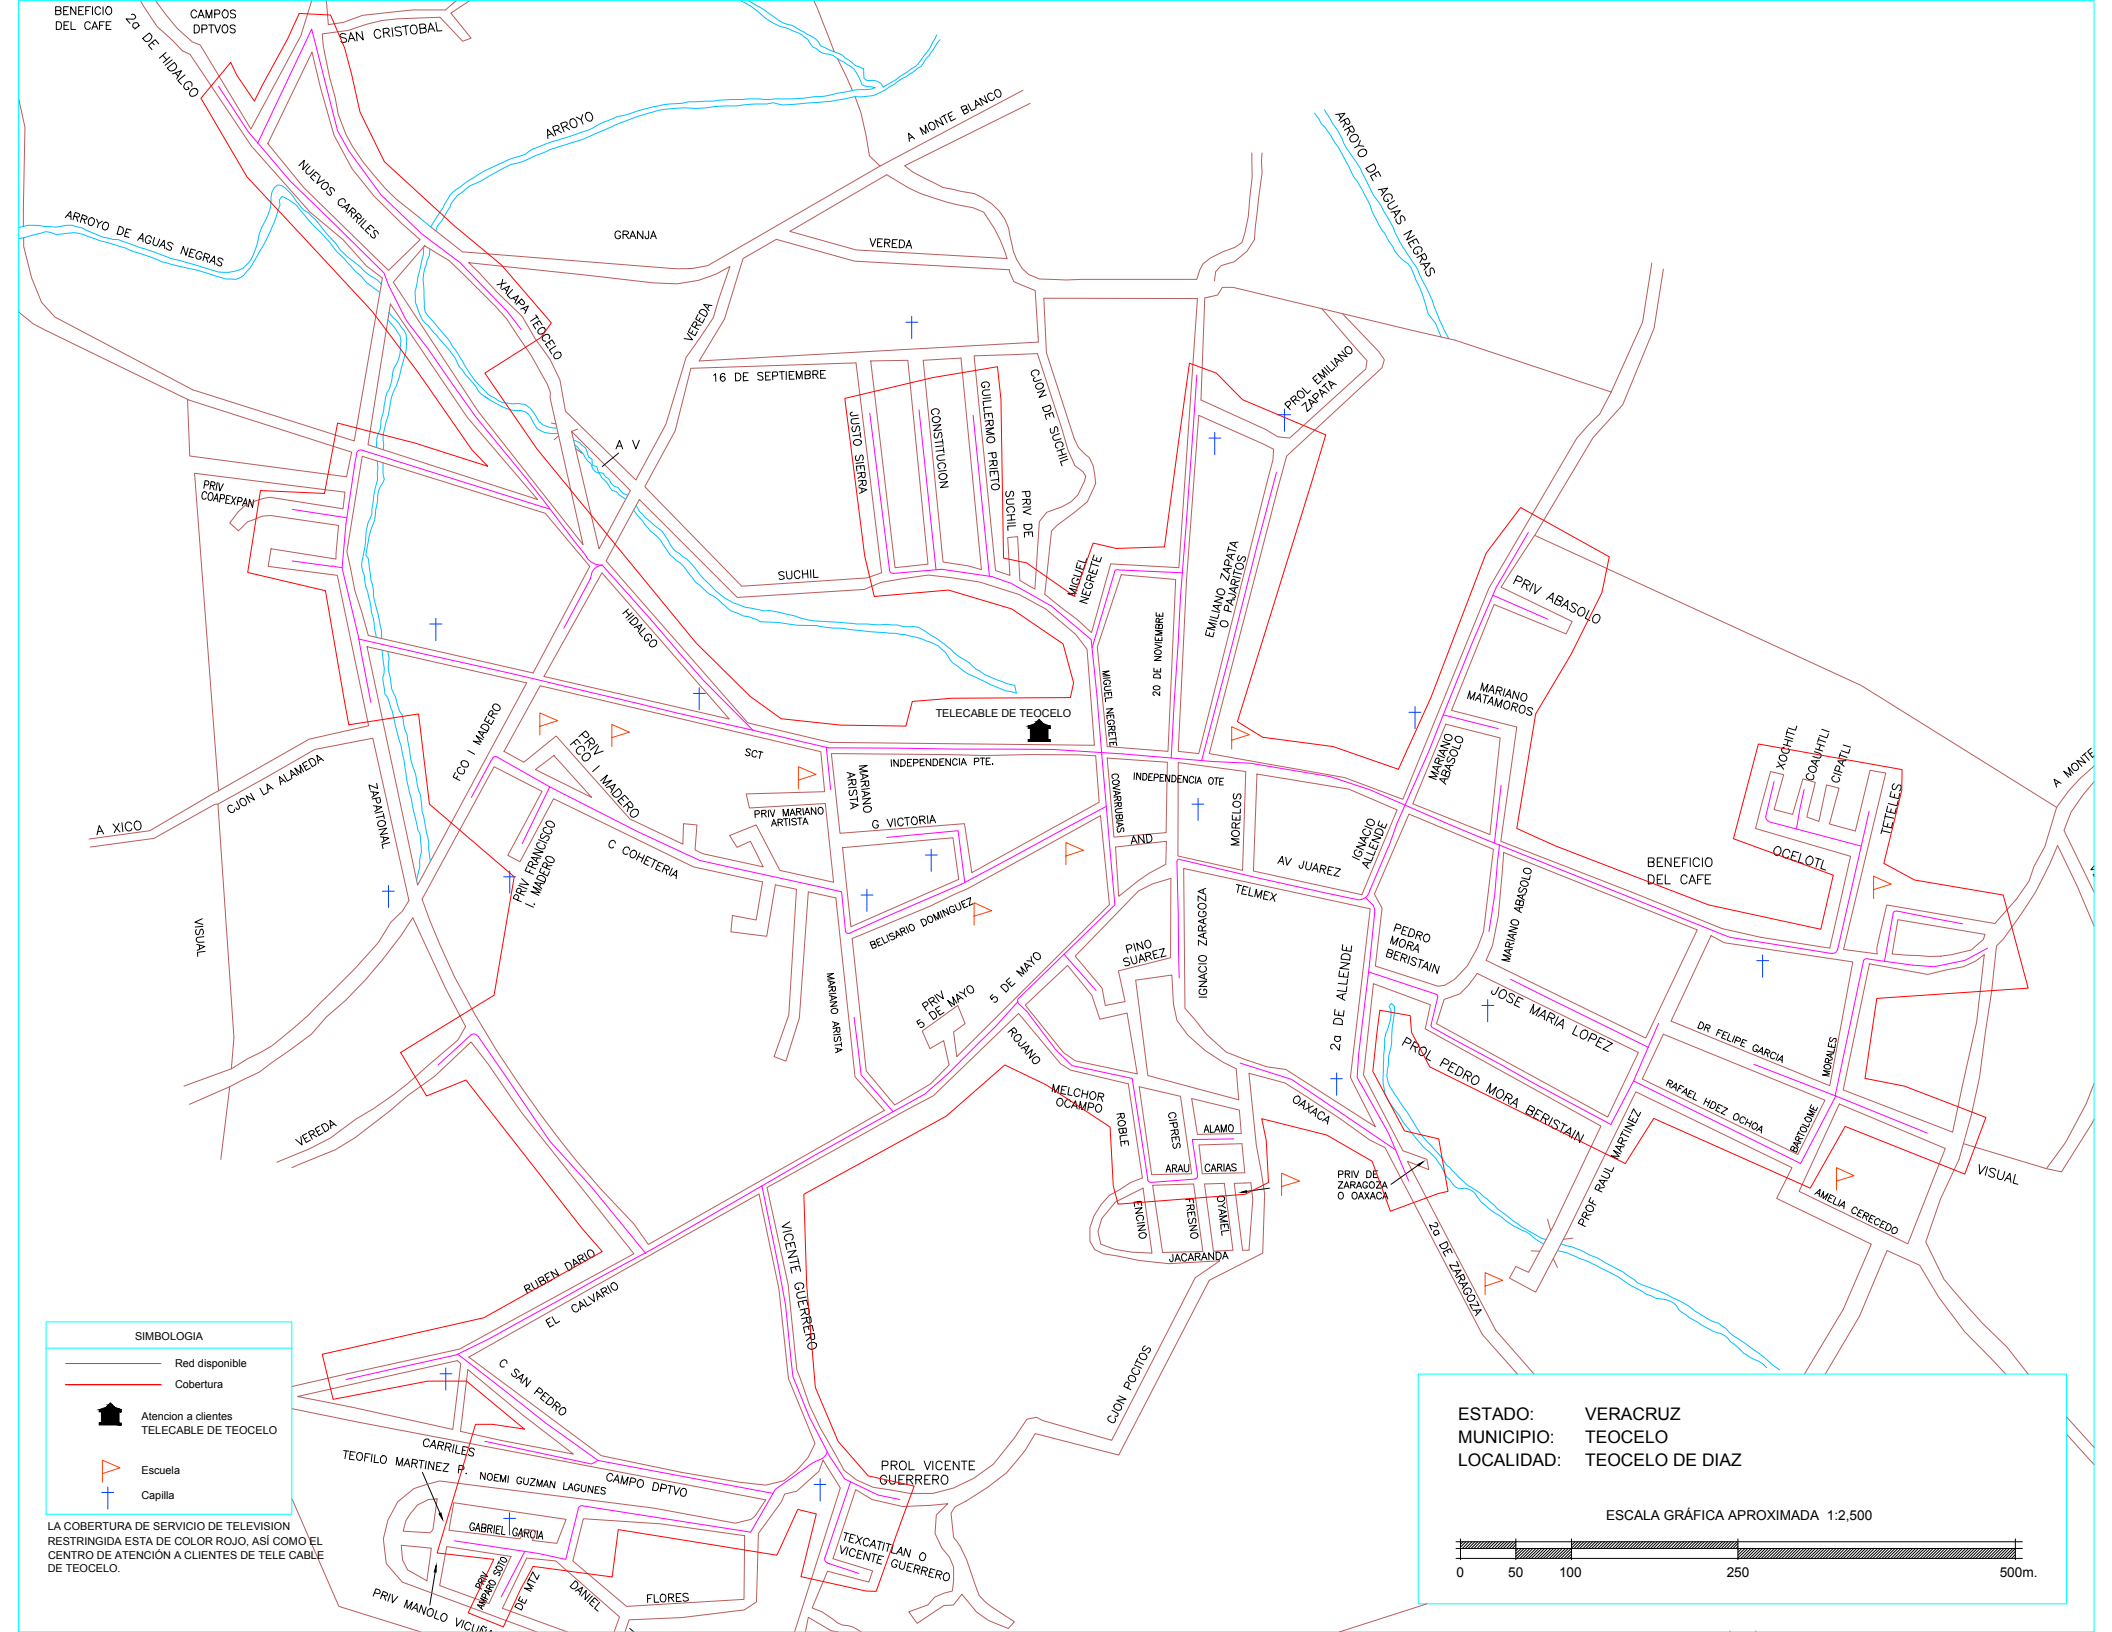 BENEFICIO
DEL CAFE
2a DE HIDALGO
CAMPOS
DPTVOS
SAN CRISTOBAL
ARROYO
A MONTE BLANCO
ARROYO DE AGUAS NEGRAS
NUEVOS CARRILES
ARROYO DE AGUAS NEGRAS
GRANJA
VEREDA
XALAPA TEOCELO
VEREDA
16 DE SEPTIEMBRE
JUSTO SIERRA
CONSTITUCION
GUILLERMO PRIETO
CJON DE SUCHIL
PRIV DE
SUCHIL
PROL EMILIANO
ZAPATA
A V
PRIV
COAPEXPAN
SUCHIL
MIGUEL
NEGRETE
EMILIANO ZAPATA
O PAJARITOS
20 DE NOVIEMBRE
PRIV ABASOLO
HIDALGO
MIGUEL NEGRETE
MARIANO
MATAMOROS
TELECABLE DE TEOCELO
FCO I MADERO
PRIV
FCO I MADERO
SCT
INDEPENDENCIA PTE.
INDEPENDENCIA OTE
MARIANO
ABASOLO
XOCHITL
COAUHTLI
CIPATLI
TETELES
A MONTE
CJON LA ALAMEDA
A XICO
ZAPAITONAL
MARIANO
ARISTA
PRIV MARIANO
ARTISTA
G VICTORIA
COVARRUBIAS
AND
MORELOS
IGNACIO
ALLENDE
AV JUAREZ
TELMEX
OCELOTL
BENEFICIO
DEL CAFE
C COHETERIA
PRIV FRANCISCO
I. MADERO
BELISARIO DOMINGUEZ
IGNACIO ZARAGOZA
PINO
SUAREZ
PEDRO
MORA
BERISTAIN
MARIANO ABASOLO
VISUAL
MARIANO ARISTA
PRIV
5 DE MAYO
5 DE MAYO
2a DE ALLENDE
JOSE MARIA LOPEZ
ROJANO
PROL PEDRO MORA BERISTAIN
DR FELIPE GARCIA
MORALES
BARTOLOME
RAFAEL HDEZ OCHOA
MELCHOR
OCAMPO
ROBLE
CIPRES
ALAMO
OAXACA
VEREDA
ARAU
CARIAS
PRIV DE
ZARAGOZA
O OAXACA
PROF RAUL MARTINEZ
VISUAL
AMELIA CERECEDO
ENCINO
FRESNO
OYAMEL
JACARANDA
2a DE ZARAGOZA
RUBEN DARIO
EL CALVARIO
VICENTE GUERRERO
CJON POCITOS
C SAN PEDRO
CARRILES
TEOFILO MARTINEZ P.
NOEMI GUZMAN LAGUNES
CAMPO DPTVO
PROL VICENTE
GUERRERO
GABRIEL GARCIA
TEXCATITLAN O
VICENTE GUERRERO
PRIV
AMPARO SOTO
DE MTZ
DANIEL
FLORES
PRIV MANOLO VICUÑA
SIMBOLOGIA
Red disponible
Cobertura
Atencion a clientes
TELECABLE DE TEOCELO
Escuela
Capilla
LA COBERTURA DE SERVICIO DE TELEVISION
RESTRINGIDA ESTA DE COLOR ROJO, ASÍ COMO EL
CENTRO DE ATENCIÓN A CLIENTES DE TELE CABLE
DE TEOCELO.
ESTADO: VERACRUZ
MUNICIPIO: TEOCELO
LOCALIDAD: TEOCELO DE DIAZ
ESCALA GRÁFICA APROXIMADA 1:2,500
0 50 100 250 500m.